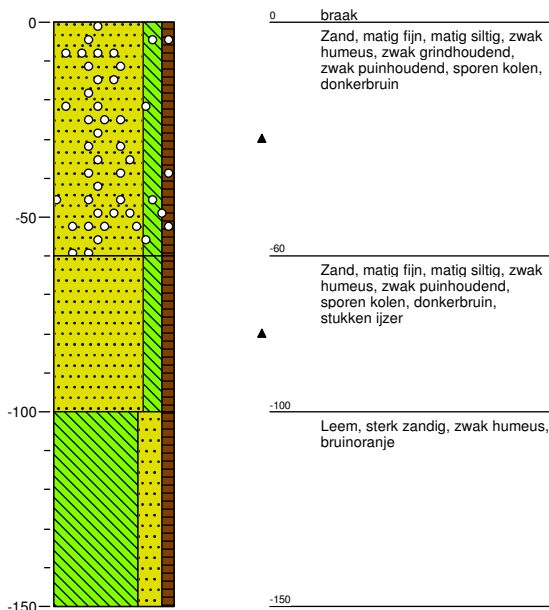 0
-50
-100
-150
0
braak
Zand, matig fijn, matig siltig, zwak
humeus, zwak grindhoudend,
zwak puinhoudend, sporen kolen,
donkerbruin
-60
Zand, matig fijn, matig siltig, zwak
humeus, zwak puinhoudend,
sporen kolen, donkerbruin,
stukken ijzer
-100
Leem, sterk zandig, zwak humeus,
bruinoranje
-150